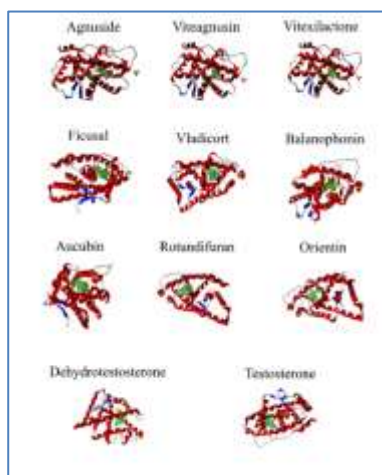 Agnuside Viteagnusin Vitexilactone
Ficusal Vladicort Balanophonin
Aucubin Rotundifuran Orientin
Dehydrotestosterone Testosterone